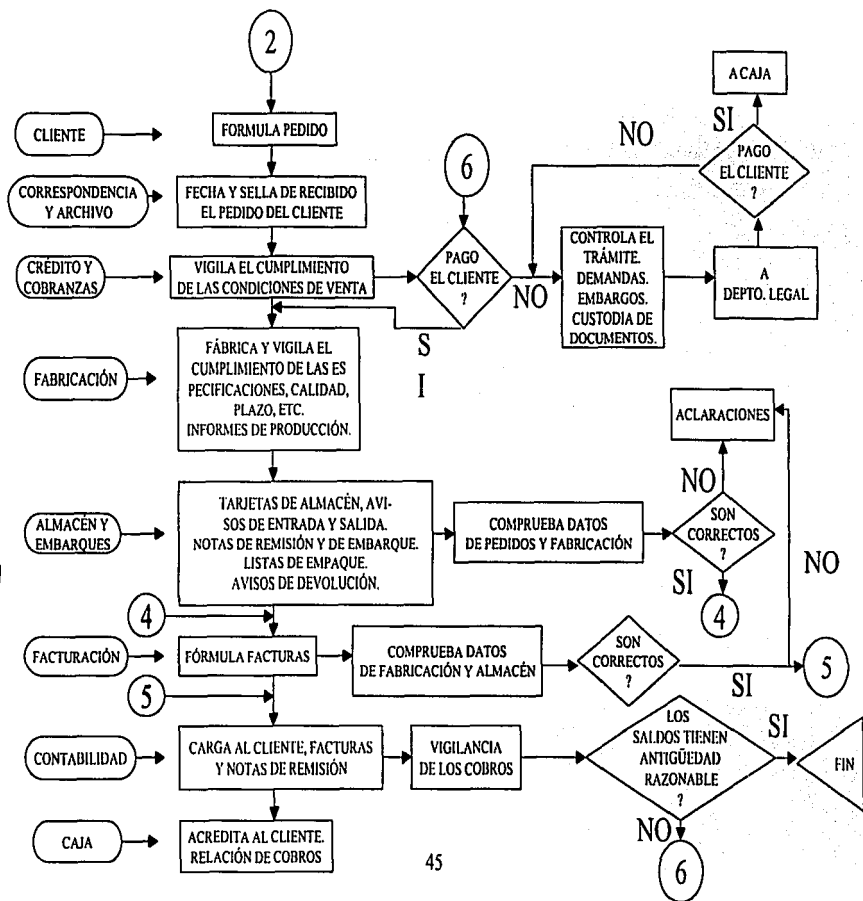 2
A CAJA
CLIENTE
FORMULA PEDIDO
NO
SI
PAGO
EL CLIENTE
?
6
CORRESPONDENCIA
Y ARCHIVO
FECHA Y SELLA DE RECIBIDO
EL PEDIDO DEL CLIENTE
CRÉDITO Y
COBRANZAS
VIGILA EL CUMPLIMIENTO
DE LAS CONDICIONES DE VENTA
PAGO
EL CLIENTE
?
NO
CONTROLA EL
TRÁMITE.
DEMANDAS.
EMBARGOS.
CUSTODIA DE
DOCUMENTOS.
A
DEPTO. LEGAL
S
I
FABRICACIÓN
FÁBRICA Y VIGILA EL
CUMPLIMIENTO DE LAS ES
PECIFICACIONES, CALIDAD,
PLAZO, ETC.
INFORMES DE PRODUCCIÓN.
ACLARACIONES
NO
ALMACÉN Y
EMBARQUES
TARJETAS DE ALMACÉN, AVI-
SOS DE ENTRADA Y SALIDA.
NOTAS DE REMISIÓN Y DE EMBARQUE.
LISTAS DE EMPAQUE.
AVISOS DE DEVOLUCIÓN.
COMPRUEBA DATOS
DE PEDIDOS Y FABRICACIÓN
SON
CORRECTOS
?
NO
SI
4
4
FACTURACIÓN
FÓRMULA FACTURAS
COMPRUEBA DATOS
DE FABRICACIÓN Y ALMACÉN
SON
CORRECTOS
?
SI
5
5
CONTABILIDAD
CARGA AL CLIENTE, FACTURAS
Y NOTAS DE REMISIÓN
VIGILANCIA
DE LOS COBROS
LOS
SALDOS TIENEN
ANTIGÜEDAD
RAZONABLE
?
SI
FIN
NO
6
CAJA
ACREDITA AL CLIENTE.
RELACIÓN DE COBROS
45